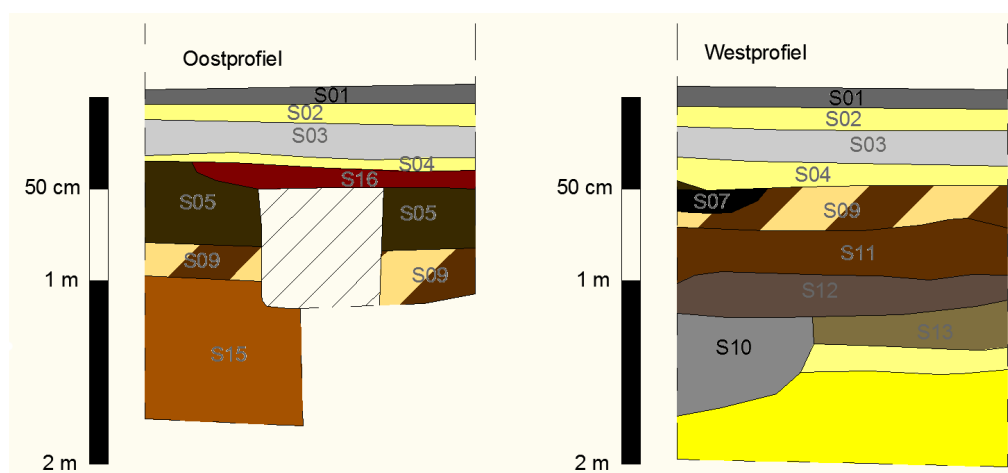 Oostprofiel
S01
S02
S03
S04
S16
50 cm
S05
S05
S09
S09
1 m
S15
2 m
Westprofiel
S01
S02
S03
S04
50 cm
S07
S09
S11
1 m
S12
S13
S10
2 m